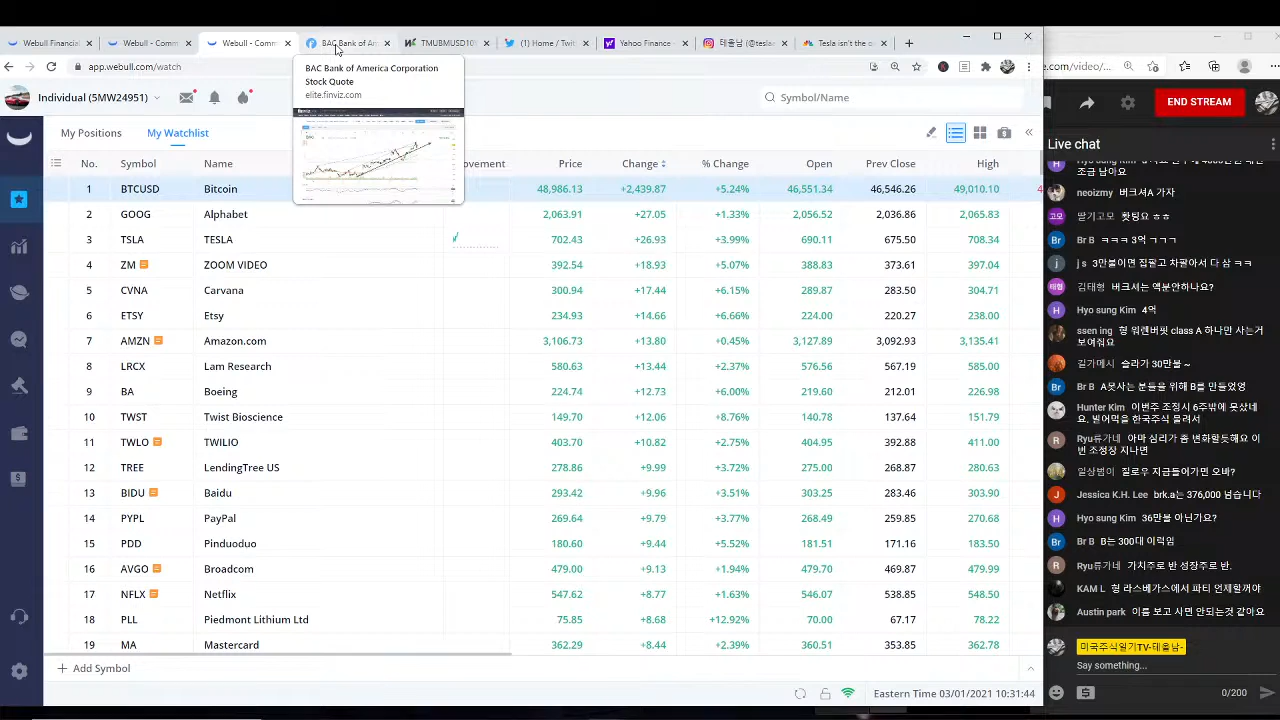 Webull Financi
Webull - Comm
Webull - Comm
BAC Bank of Am
TMUBMUSD10Y
(1) Home / Twit
Yahoo Finance -
테올남(@teslaa
Tesla isn't the o
app.webull.com/watch
e.com/video/...
BAC Bank of America Corporation
Stock Quote
elite.finviz.com
Individual (5MW24951)
Symbol/Name
END STREAM
My Positions
My Watchlist
Live chat
No. Symbol Name ovement Price Change % Change Open Prev Close High
1 BTCUSD Bitcoin 48,986.13 +2,439.87 +5.24% 46,551.34 46,546.26 49,010.10
2 GOOG Alphabet 2,063.91 +27.05 +1.33% 2,056.52 2,036.86 2,065.83
3 TSLA TESLA 702.43 +26.93 +3.99% 690.11 675.50 708.34
4 ZM ZOOM VIDEO 392.54 +18.93 +5.07% 388.83 373.61 397.04
5 CVNA Carvana 300.94 +17.44 +6.15% 289.87 283.50 304.71
6 ETSY Etsy 234.93 +14.66 +6.66% 224.00 220.27 238.00
7 AMZN Amazon.com 3,106.73 +13.80 +0.45% 3,127.89 3,092.93 3,135.41
8 LRCX Lam Research 580.63 +13.44 +2.37% 576.56 567.19 585.00
9 BA Boeing 224.74 +12.73 +6.00% 219.60 212.01 226.98
10 TWST Twist Bioscience 149.70 +12.06 +8.76% 140.78 137.64 151.79
11 TWLO TWILIO 403.70 +10.82 +2.75% 404.95 392.88 411.00
12 TREE LendingTree US 278.86 +9.99 +3.72% 275.00 268.87 280.63
13 BIDU Baidu 293.42 +9.96 +3.51% 303.25 283.46 303.90
14 PYPL PayPal 269.64 +9.79 +3.77% 268.49 259.85 270.68
15 PDD Pinduoduo 180.60 +9.44 +5.52% 181.51 171.16 183.50
16 AVGO Broadcom 479.00 +9.13 +1.94% 479.70 469.87 479.99
17 NFLX Netflix 547.62 +8.77 +1.63% 546.07 538.85 548.50
18 PLL Piedmont Lithium Ltd 75.85 +8.68 +12.92% 70.00 67.17 78.22
19 MA Mastercard 362.29 +8.44 +2.39% 360.51 353.85 362.78
Add Symbol
Eastern Time 03/01/2021 10:31:44
조금 남아요
neoizmy 버크셔A 가자
딸기고모 홧팅요 ㅎㅎ
Br B ㅋㅋㅋ 3억 ㅋㅋㅋ
j s 3만불이면 집팔고 차팔아서 다 삼 ㅋㅋ
김태형 버크셔는 액분안하나요?
Hyo sung Kim 4억
ssen ing 형 워렌버핏 class A 하나만 사는거
보여줘요
길가메시 슬라기 30만불 ~
Br B A못사는 분들을 위해 B를 만들었엉
Hunter Kim 이번주 조정시 6주밖에 못샀네
요. 빌어먹을 한국주식 물려서
Ryu류가네 아마 심리가 좀 변화할듯해요 이
번 조정장 지나면
일상범이 질로우 지금들어가면 오바?
Jessica K.H. Lee brk.a는 376,000 넘습니다
Hyo sung Kim 36만불 아닌가요?
Br B B는 300대 이럭임
Ryu류가네 가치주로 반 성장주로 반.
KAM L 형 라스베가스에서 파티 언제할꺼야
Austin park 이름 보고 시면 안되는것 같아요
미국주식일기TV-테올남-
Say something...
0/200